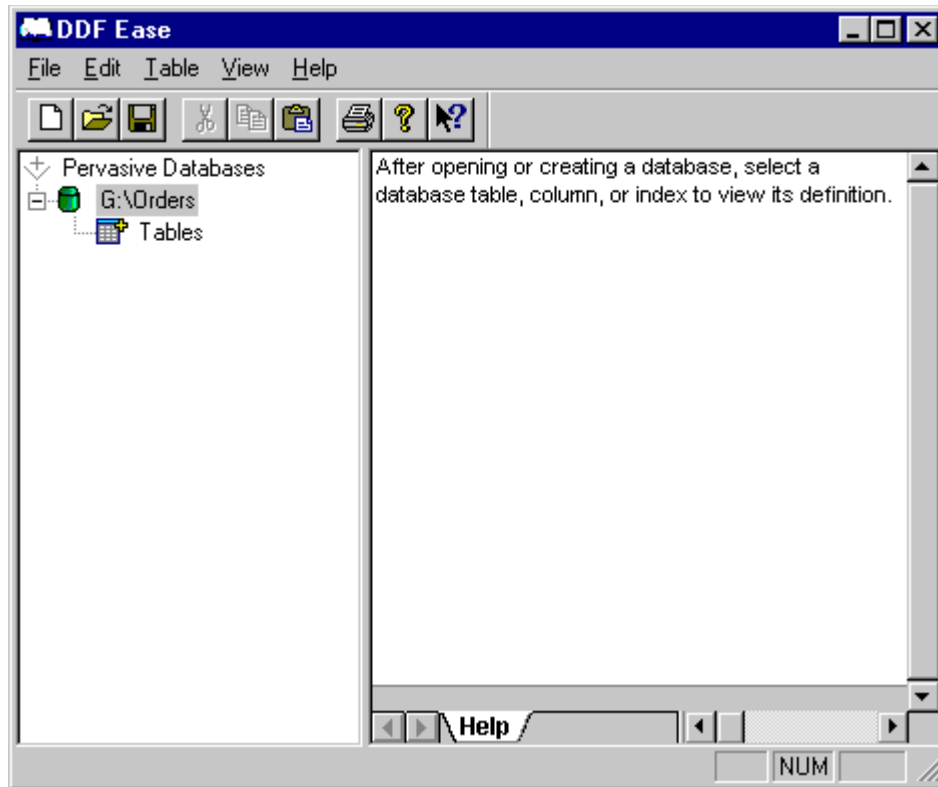 DDF Ease
File Edit Table View Help
Pervasive Databases
G:\Orders
Tables
After opening or creating a database, select a
database table, column, or index to view its definition.
Help
NUM